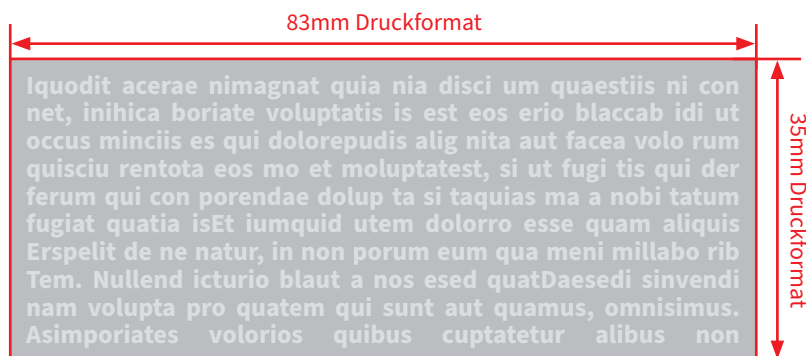 83mm Druckformat
Iquodit acerae nimagnat quia nia disci um quaestiis ni con
net, inihica boriate voluptatis is est eos erio blaccab idi ut
occus minciis es qui dolorepudis alig nita aut facea volo rum
quisciu rentota eos mo et moluptatest, si ut fugi tis qui der
ferum qui con porendae dolup ta si taquias ma a nobi tatum
fugiat quatia isEt iumquid utem dolorro esse quam aliquis
Erspelit de ne natur, in non porum eum qua meni millabo rib
Tem. Nullend icturio blaut a nos esed quatDaesedi sinvendi
nam volupta pro quatem qui sunt aut quamus, omnisimus.
Asimporiates volorios quibus cuptatetur alibus non
35mm Druckformat